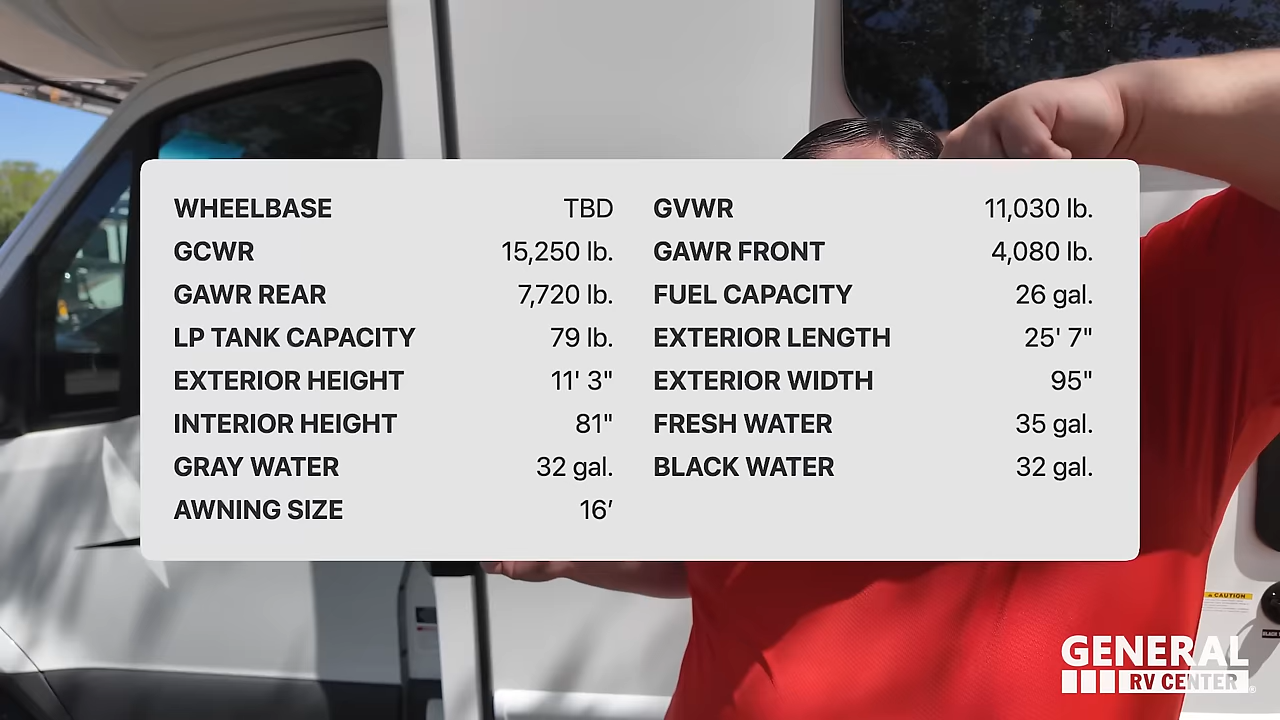 WHEELBASE TBD GVWR 11,030 lb.
GCWR 15,250 lb. GAWR FRONT 4,080 lb.
GAWR REAR 7,720 lb. FUEL CAPACITY 26 gal.
LP TANK CAPACITY 79 lb. EXTERIOR LENGTH 25' 7"
EXTERIOR HEIGHT 11' 3" EXTERIOR WIDTH 95"
INTERIOR HEIGHT 81" FRESH WATER 35 gal.
GRAY WATER 32 gal. BLACK WATER 32 gal.
AWNING SIZE 16’
CAUTION
BLACK
GENERAL
RV CENTER®